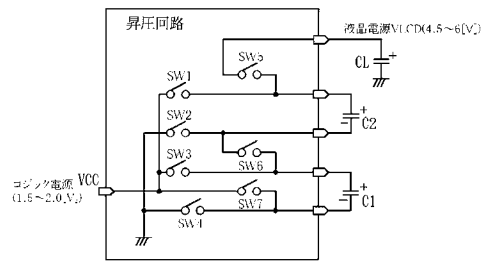 昇圧回路
液晶電源VLCD(4.5~6[V])
SW5
CL
+
SW1
+
SW2
C2
−
SW3
SW6
+
ロジック電源
VCC
(1.5~2.0[V])
C1
−
SW7
SW4